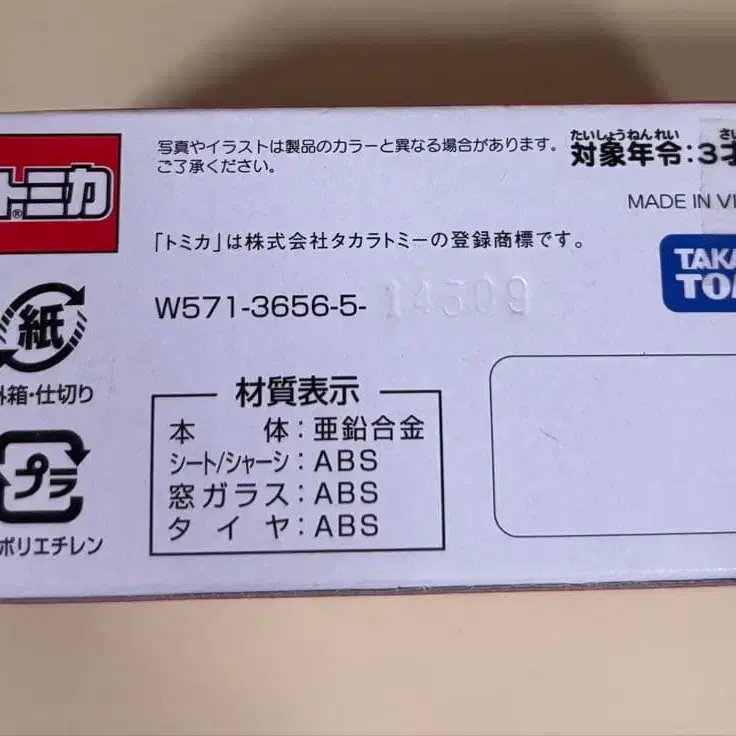 トミカ®
写真やイラストは製品のカラーと異なる場合があります。
ご了承ください。
たいしょうねんれい
対象年令:3才
MADE IN VI
「トミカ」は株式会社タカラトミーの登録商標です。
TAKA
TOM
W571-3656-5-14509
紙
外箱・仕切り
プラ
ポリエチレン
材質表示
本体:亜鉛合金
シート/シャーシ:ABS
窓ガラス:ABS
タイヤ:ABS